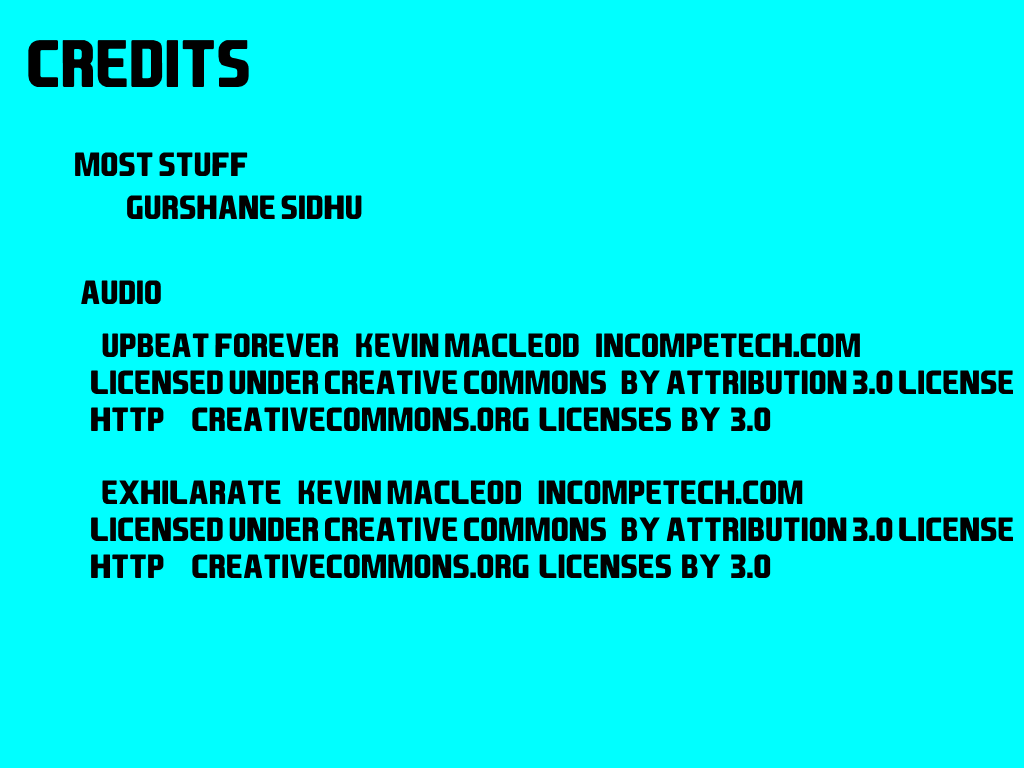 CREDITS
MOST STUFF
GURSHANE SIDHU
AUDIO
UPBEAT FOREVER KEVIN MACLEOD INCOMPETECH.COM
LICENSED UNDER CREATIVE COMMONS BY ATTRIBUTION 3.0 LICENSE
HTTP CREATIVECOMMONS.ORG LICENSES BY 3.0
EXHILARATE KEVIN MACLEOD INCOMPETECH.COM
LICENSED UNDER CREATIVE COMMONS BY ATTRIBUTION 3.0 LICENSE
HTTP CREATIVECOMMONS.ORG LICENSES BY 3.0